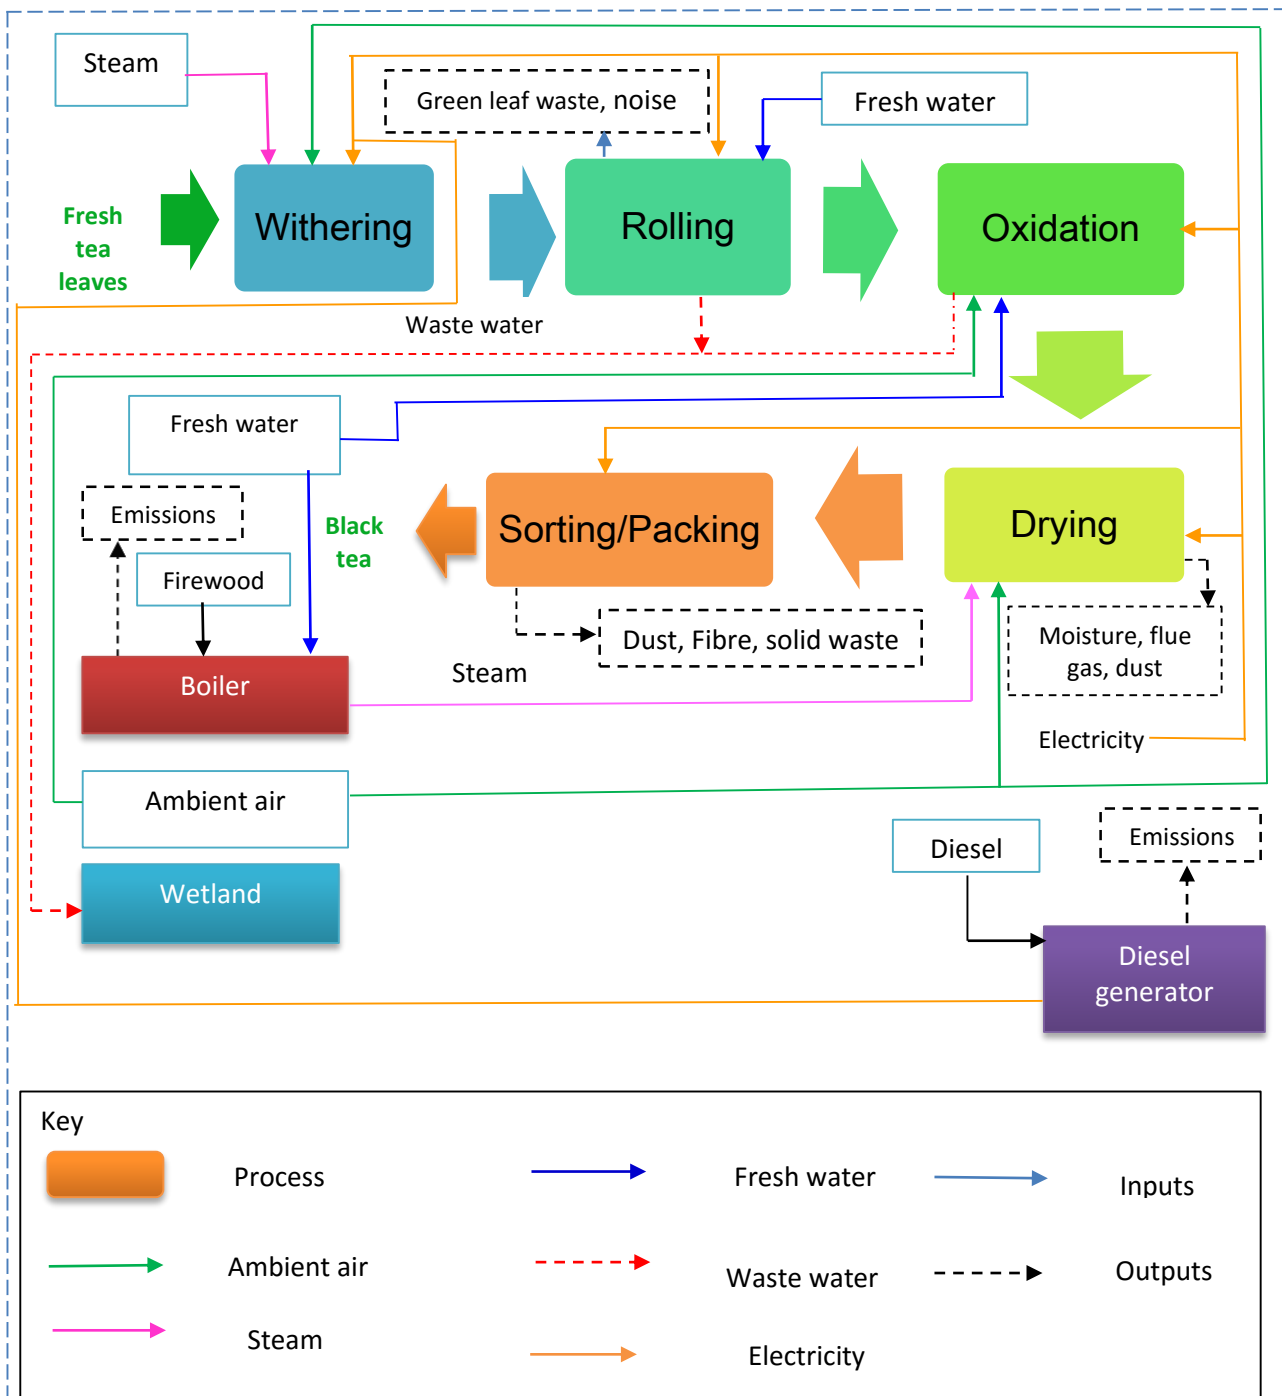 Steam
Green leaf waste, noise
Fresh water
Fresh
tea
leaves
Withering
Rolling
Oxidation
Waste water
Fresh water
Emissions
Firewood
Black
tea
Sorting/Packing
Drying
Dust, Fibre, solid waste
Moisture, flue
gas, dust
Steam
Boiler
Electricity
Ambient air
Diesel
Emissions
Wetland
Diesel
generator
Key
Process
Fresh water
Inputs
Ambient air
Waste water
Outputs
Steam
Electricity